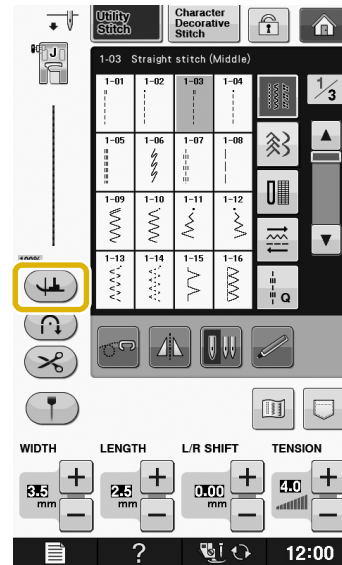 Utility
Stitch
Character
Decorative
Stitch
J
1-03 Straight stitch (Middle)
1/3
1-01 1-02 1-03 1-04
1-05 1-06 1-07 1-08
1-09 1-10 1-11 1-12
1-13 1-14 1-15 1-16
Q
100%
WIDTH LENGTH L/R SHIFT TENSION
3.5 mm + − 2.5 mm + − 0.00 mm + − 4.0 + −
? 12:00